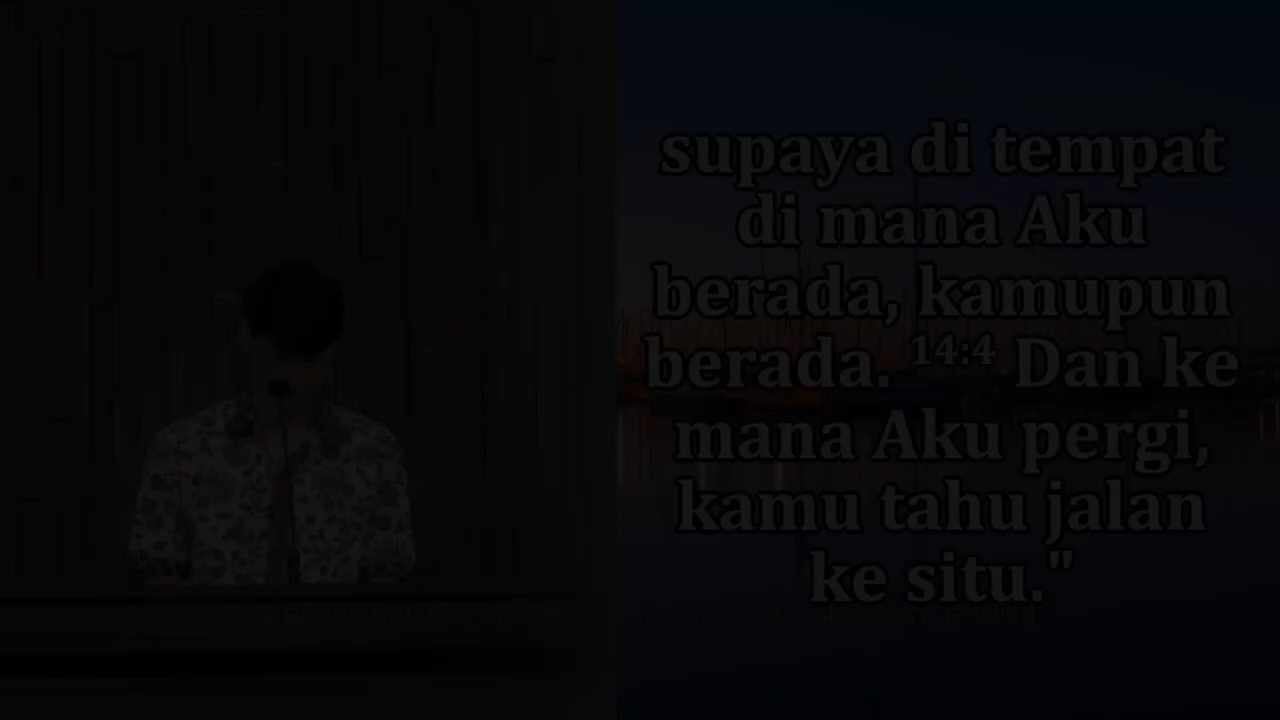 supaya di tempat
di mana Aku
berada, kamupun
berada. 14:4 Dan ke
mana Aku pergi,
kamu tahu jalan
ke situ."